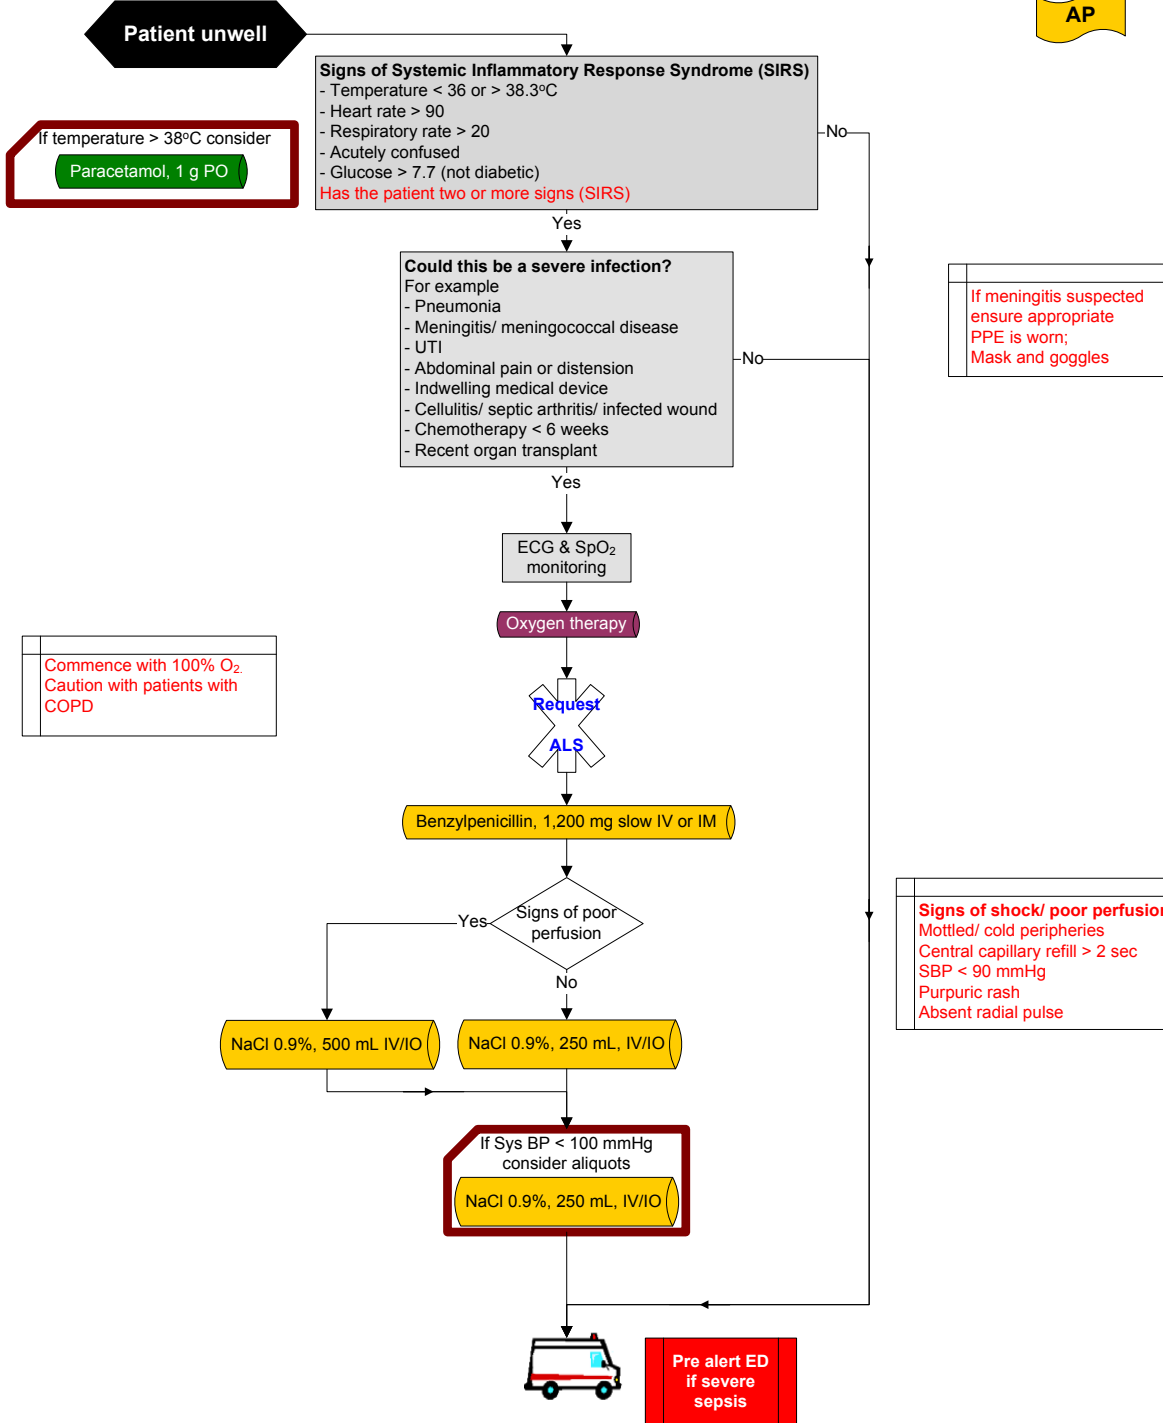 Patient unwell
AP
Signs of Systemic Inflammatory Response Syndrome (SIRS)
- Temperature < 36 or > 38.3ºC
- Heart rate > 90
- Respiratory rate > 20
- Acutely confused
- Glucose > 7.7 (not diabetic)
Has the patient two or more signs (SIRS)
No
If temperature > 38ºC consider
Paracetamol, 1 g PO
Yes
Could this be a severe infection?
For example
- Pneumonia
- Meningitis/ meningococcal disease
- UTI
- Abdominal pain or distension
- Indwelling medical device
- Cellulitis/ septic arthritis/ infected wound
- Chemotherapy < 6 weeks
- Recent organ transplant
No
If meningitis suspected
ensure appropriate
PPE is worn;
Mask and goggles
Yes
ECG & SpO₂
monitoring
Oxygen therapy
Commence with 100% O₂.
Caution with patients with
COPD
Request
ALS
Benzylpenicillin, 1,200 mg slow IV or IM
Signs of poor
perfusion
Yes
No
Signs of shock/ poor perfusion
Mottled/ cold peripheries
Central capillary refill > 2 sec
SBP < 90 mmHg
Purpuric rash
Absent radial pulse
NaCl 0.9%, 500 mL IV/IO
NaCl 0.9%, 250 mL, IV/IO
If Sys BP < 100 mmHg
consider aliquots
NaCl 0.9%, 250 mL, IV/IO
Pre alert ED
if severe
sepsis